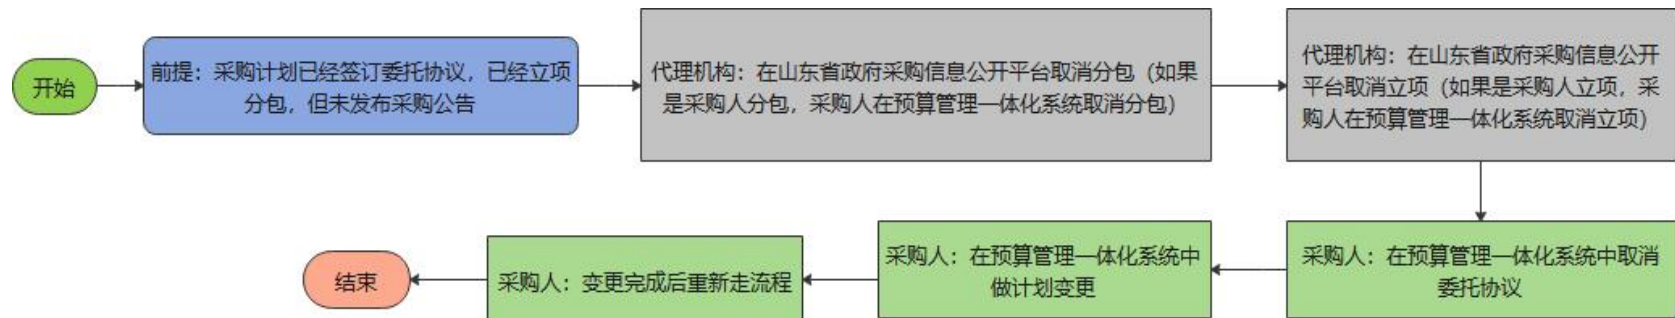 开始
前提：采购计划已经签订委托协议，已经立项
分包，但未发布采购公告
代理机构：在山东省政府采购信息公开平台取消分包（如果
是采购人分包，采购人在预算管理一体化系统取消分包）
代理机构：在山东省政府采购信息公开
平台取消立项（如果是采购人立项，采
购人在预算管理一体化系统取消立项）
采购人：在预算管理一体化系统中取消
委托协议
采购人：在预算管理一体化系统中
做计划变更
采购人：变更完成后重新走流程
结束